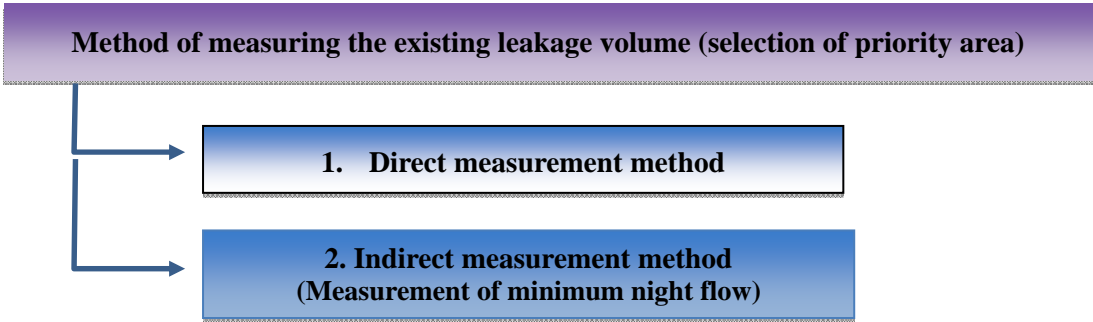 Method of measuring the existing leakage volume (selection of priority area)
1. Direct measurement method
2. Indirect measurement method
(Measurement of minimum night flow)